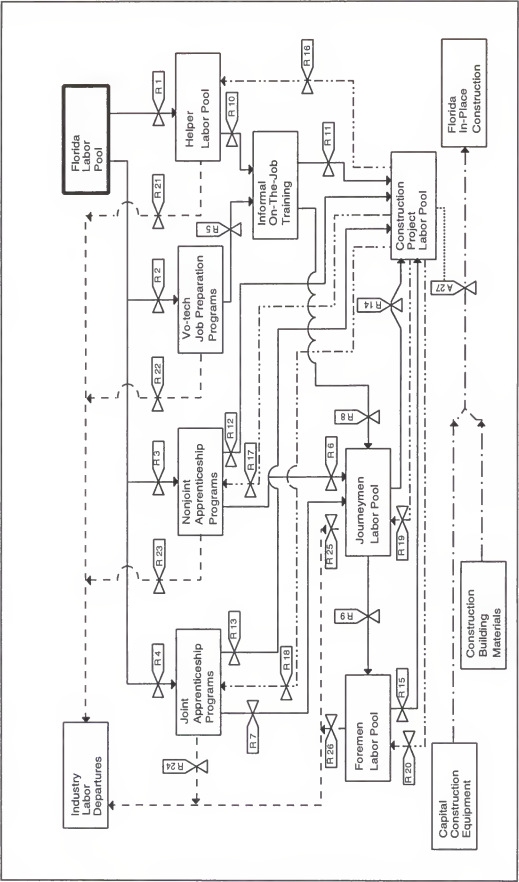 Florida
Labor
Pool
R 1
Helper
Labor Pool
R 10
R 16
Florida
In-Place
Construction
R 21
R 5
Informal
On-The-Job
Training
R 11
Construction
Project
Labor Pool
R 2
Vo-tech
Job Preparation
Programs
R 14
A 27
R 22
R 12
R 8
R 3
Nonjoint
Apprenticeship
Programs
R 17
R 6
Journeymen
Labor Pool
R 25
R 19
R 23
R 9
Construction
Building
Materials
R 4
Joint
Apprenticeship
Programs
R 13
R 18
R 7
Foremen
Labor Pool
R 15
R 26
R 20
R 24
Industry
Labor
Departures
Capital
Construction
Equipment